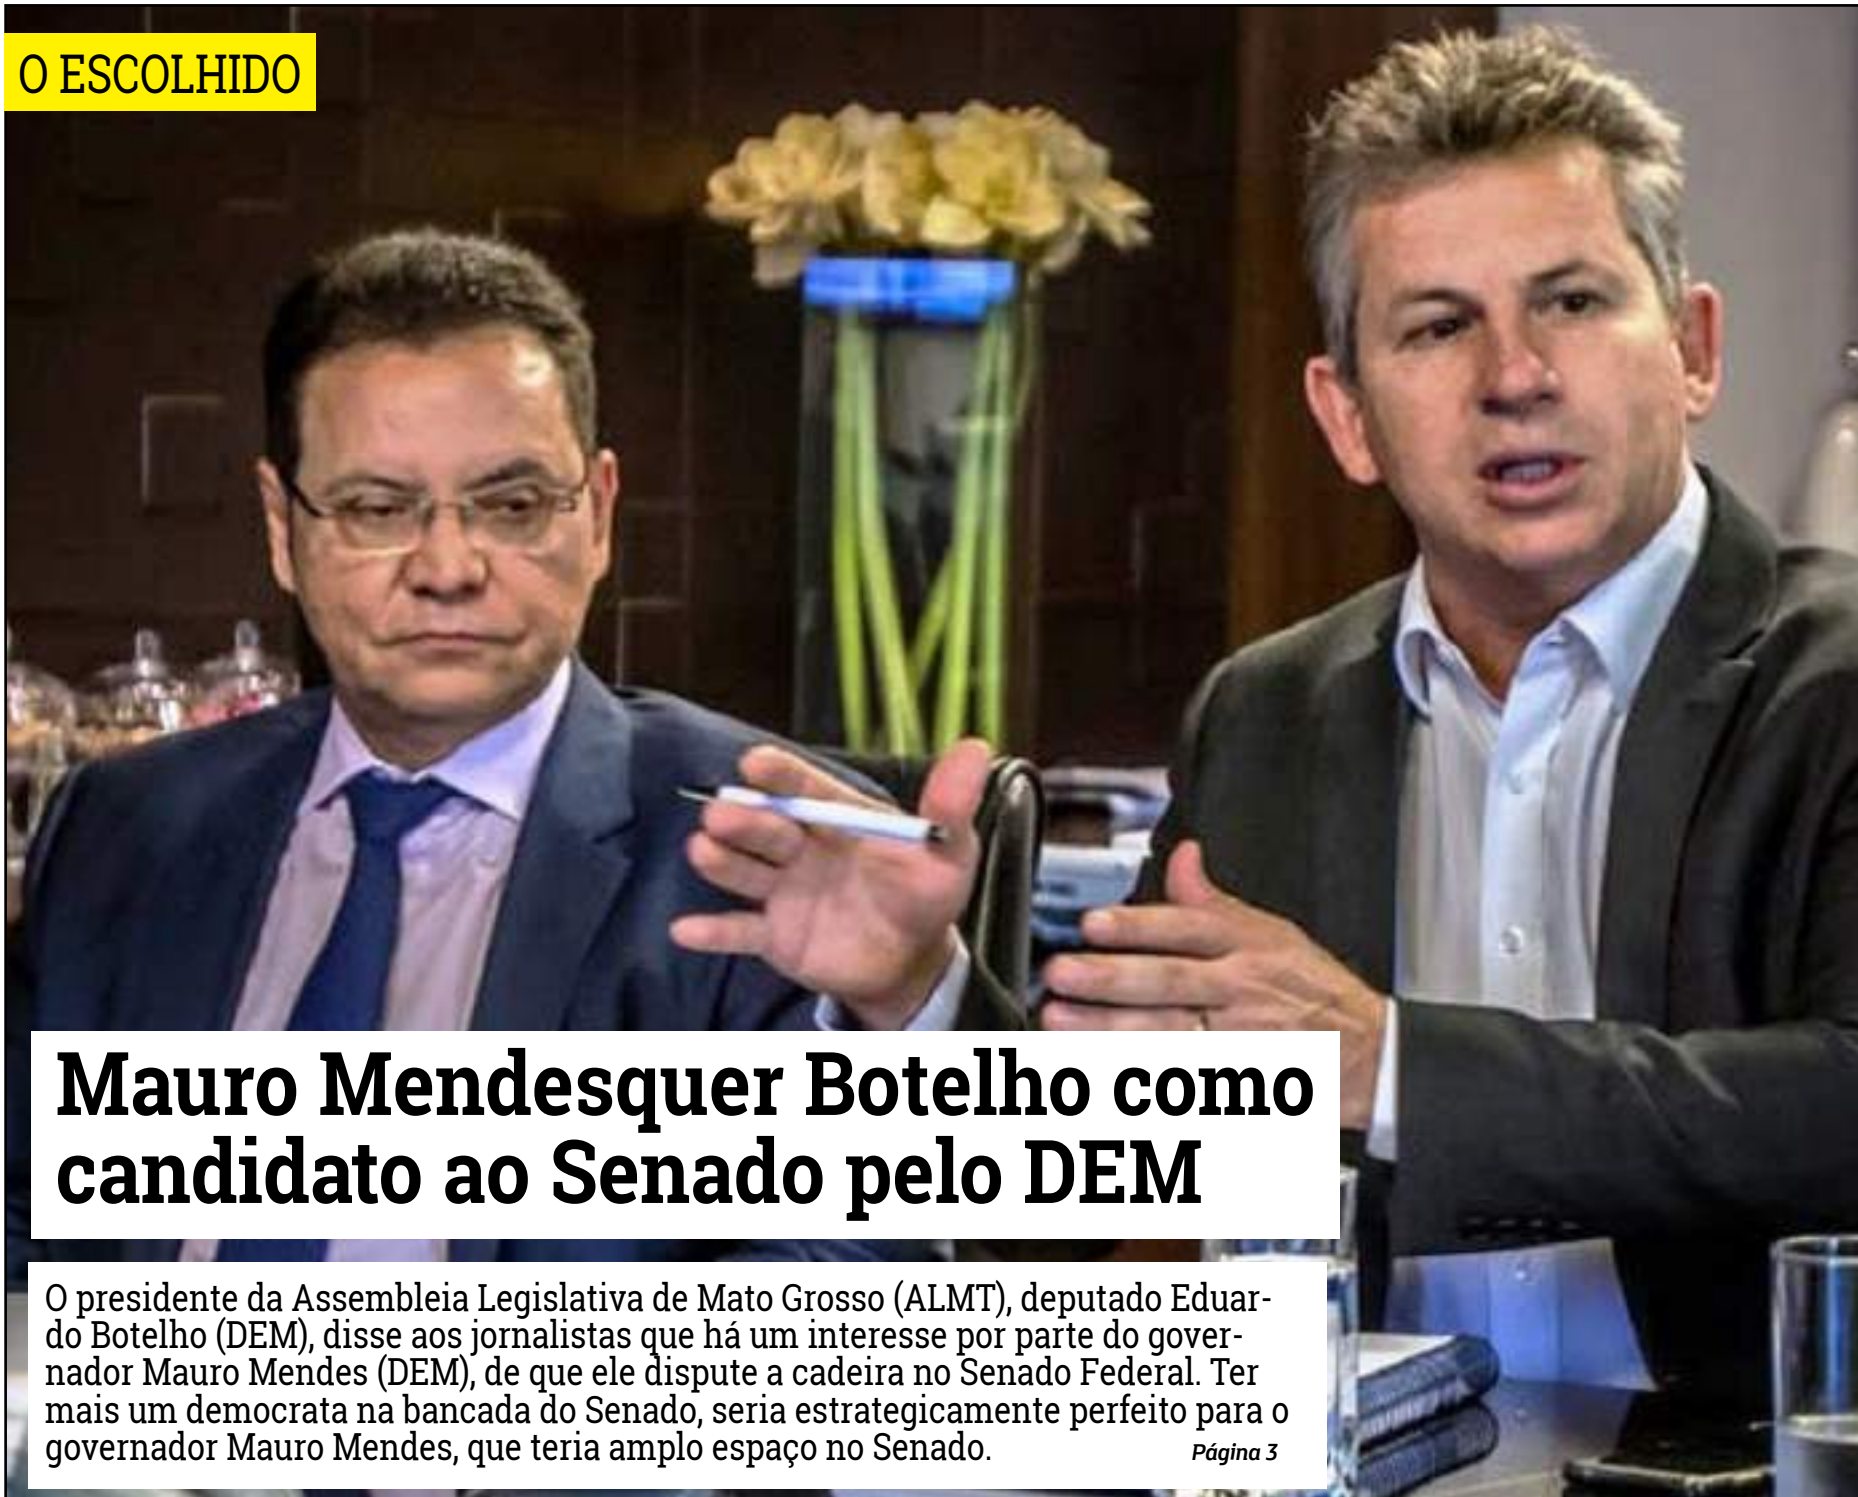 O ESCOLHIDO
Mauro Mendesquer Botelho como
candidato ao Senado pelo DEM
O presidente da Assembleia Legislativa de Mato Grosso (ALMT), deputado Eduar-
do Botelho (DEM), disse aos jornalistas que há um interesse por parte do gover-
nador Mauro Mendes (DEM), de que ele dispute a cadeira no Senado Federal. Ter
mais um democrata na bancada do Senado, seria estrategicamente perfeito para o
governador Mauro Mendes, que teria amplo espaço no Senado. Página 3